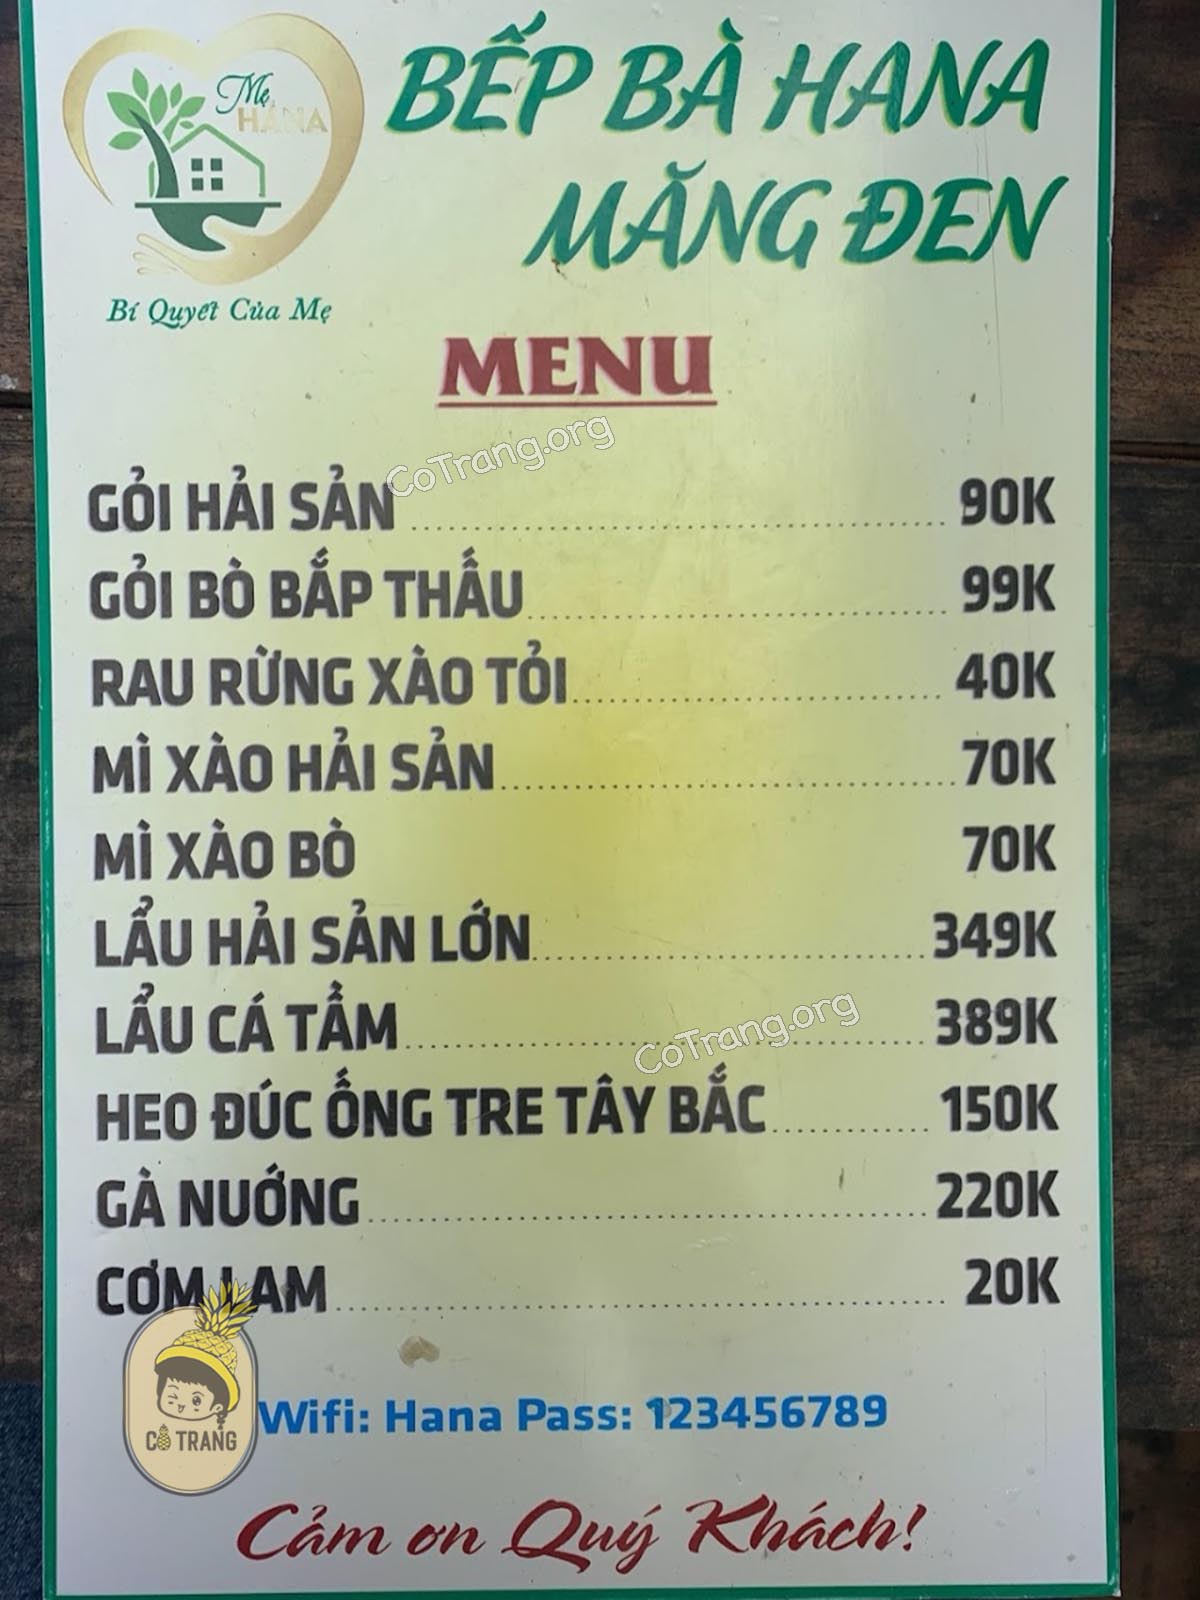 Mẹ
HANA
Bí Quyết Của Mẹ
BẾP BÀ HANA
MĂNG ĐEN
MENU
CoTrang.org
GỎI HẢI SẢN ........ 90K
GỎI BÒ BẮP THẤU ........ 99K
RAU RỪNG XÀO TỎI ........ 40K
MÌ XÀO HẢI SẢN ........ 70K
MÌ XÀO BÒ 70K
LẨU HẢI SẢN LỚN ........ 349K
LẨU CÁ TẦM ........ 389K
CoTrang.org
HEO ĐÚC ỐNG TRE TÂY BẮC ........ 150K
GÀ NƯỚNG ........ 220K
CƠM LAM ........ 20K
CÔ TRANG
Wifi: Hana Pass: 123456789
Cảm ơn Quý Khách!